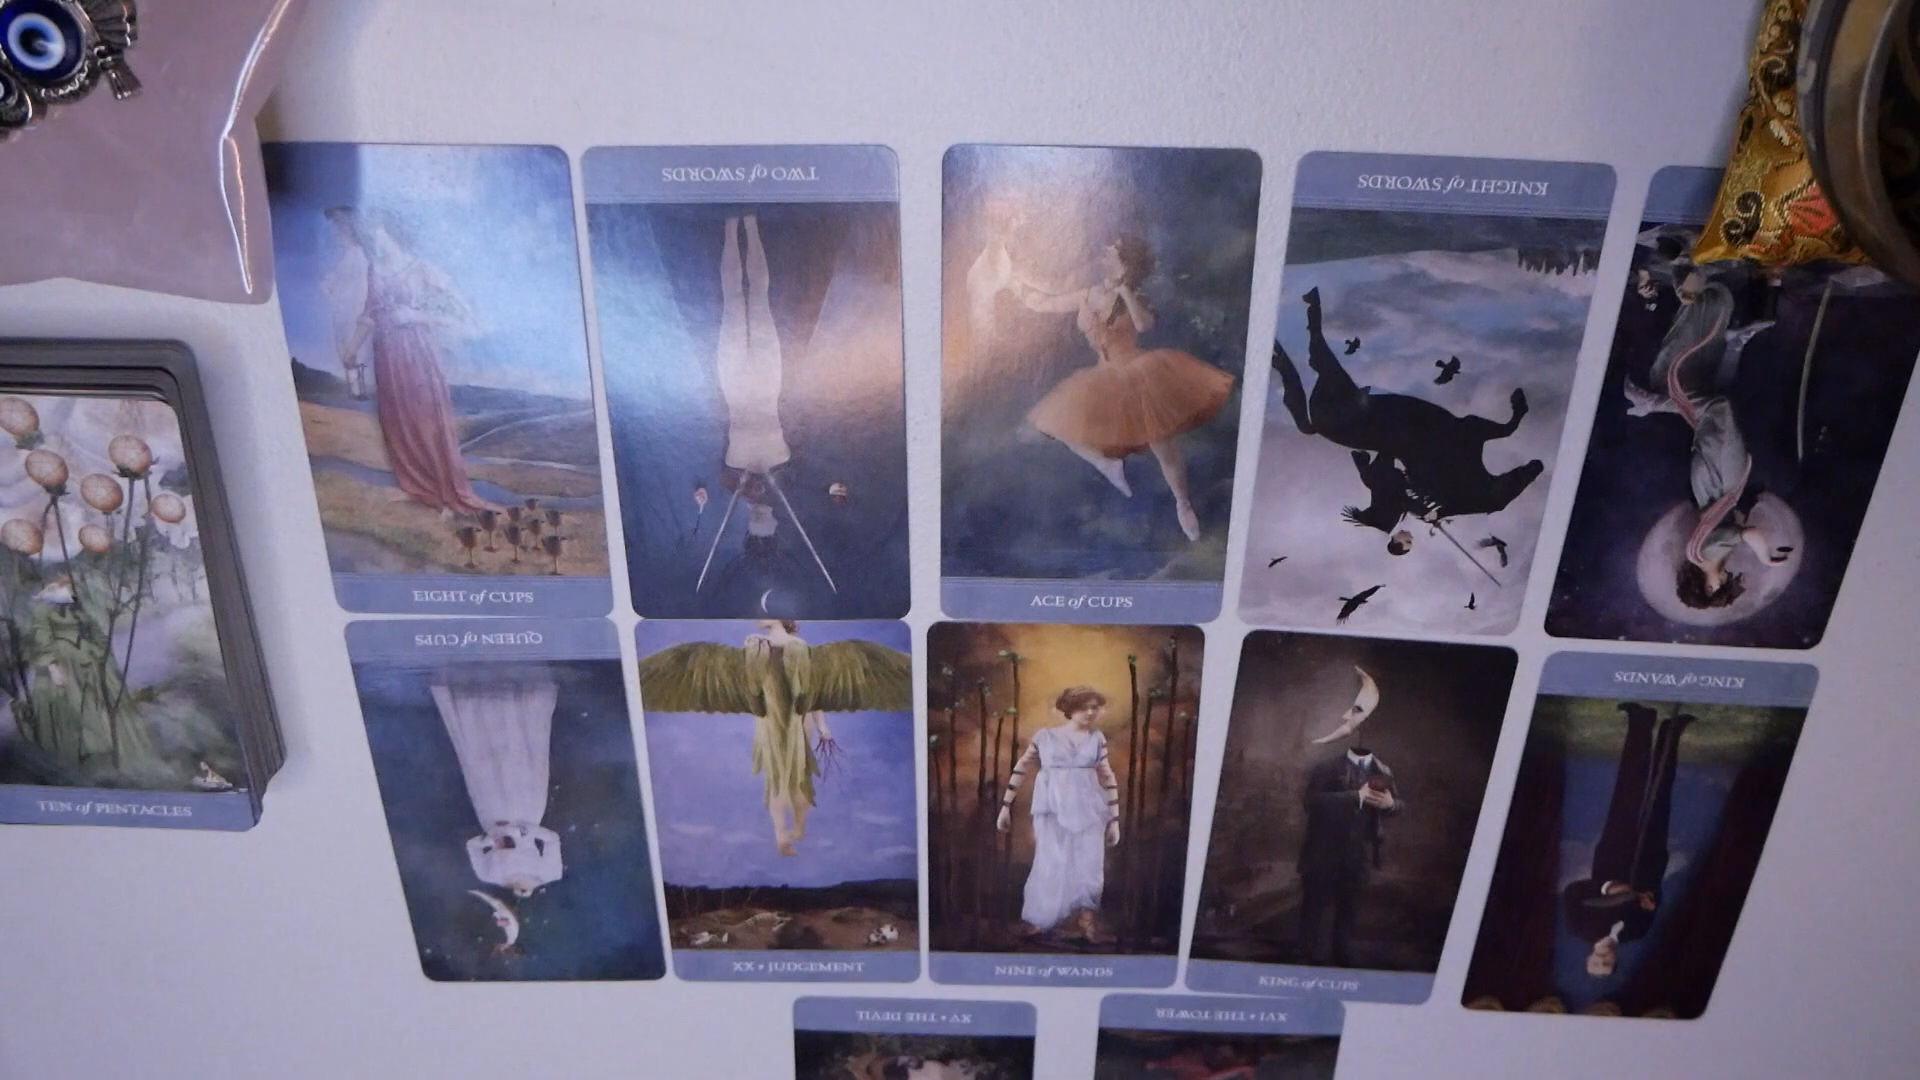 TWO of SWORDS
KNIGHT of SWORDS
EIGHT of CUPS
ACE of CUPS
QUEEN of CUPS
KING of WANDS
TEN of PENTACLES
XX • JUDGEMENT
NINE of WANDS
KING of CUPS
XV • THE DEVIL
XVI • THE TOWER